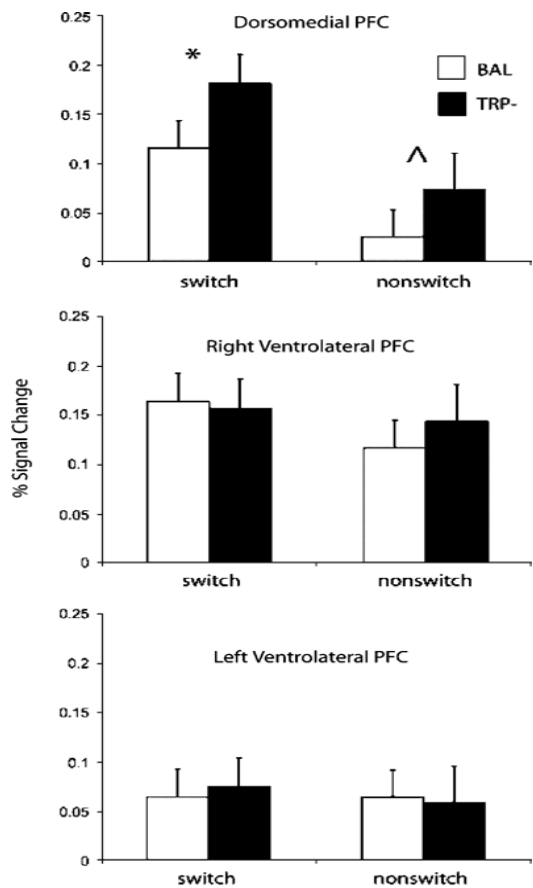 Dorsomedial PFC
0.25
*
0.2
BAL
0.15
TRP-
^
0.1
0.05
0
switch nonswitch
0.25
Right Ventrolateral PFC
0.2
0.15
0.1
0.05
0
switch nonswitch
% Signal Change
0.25
Left Ventrolateral PFC
0.2
0.15
0.1
0.05
0
switch nonswitch